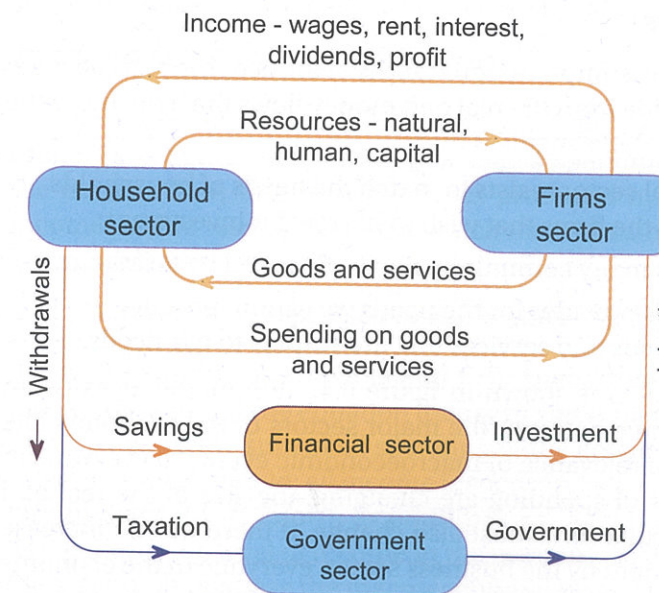 Income - wages, rent, interest,
dividends, profit
Resources - natural,
human, capital
Household
sector
Firms
sector
Goods and services
Spending on goods
and services
Withdrawals
Savings
Financial sector
Investment
Taxation
Government
sector
Government